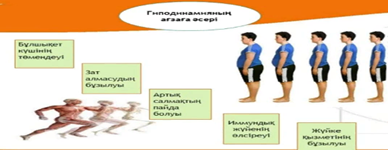 Гиподинамияның
ағзаға әсері
Бұлшықет
күшінің
төмендеуі
Зат
алмасудың
бұзылуы
Артық
салмақтың
пайда
болуы
Иммундық
жүйенің
әлсіреуі
Жүйке
қызметінің
бұзылуы